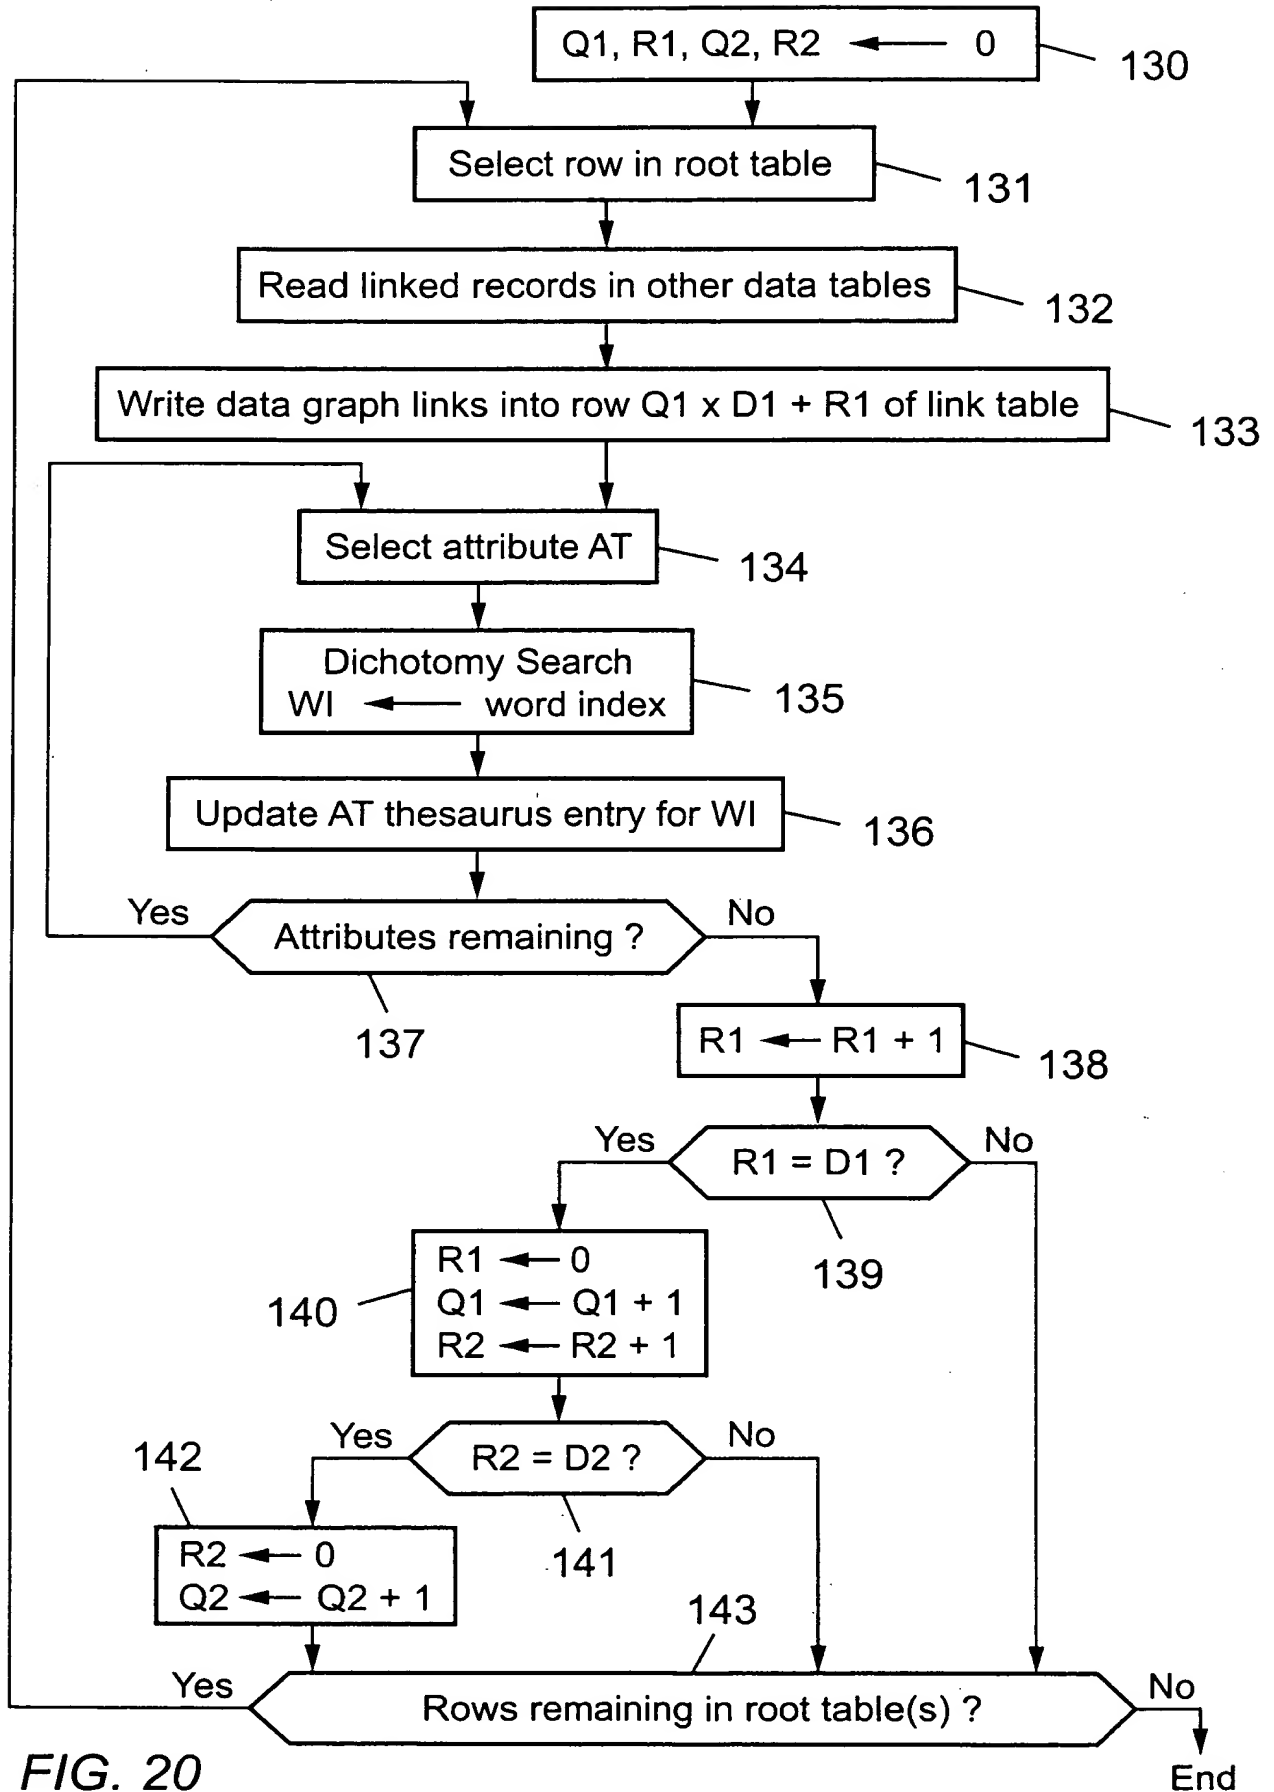 Q1, R1, Q2, R2 ← 0
130
Select row in root table
131
Read linked records in other data tables
132
Write data graph links into row Q1 x D1 + R1 of link table
133
Select attribute AT
134
Dichotomy Search
WI ← word index
135
Update AT thesaurus entry for WI
136
Yes
No
Attributes remaining ?
137
R1 ← R1 + 1
138
Yes
No
R1 = D1 ?
139
R1 ← 0
Q1 ← Q1 + 1
R2 ← R2 + 1
140
Yes
No
R2 = D2 ?
141
142
R2 ← 0
Q2 ← Q2 + 1
143
Yes
No
Rows remaining in root table(s) ?
End
FIG. 20